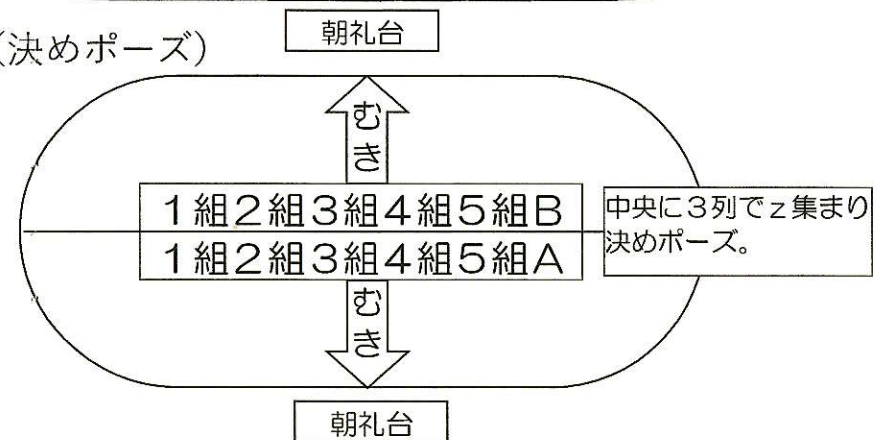 朝礼台
(決めポーズ)
むき
1組2組3組4組5組B
1組2組3組4組5組A
中央に3列でz集まり
決めポーズ。
むき
朝礼台